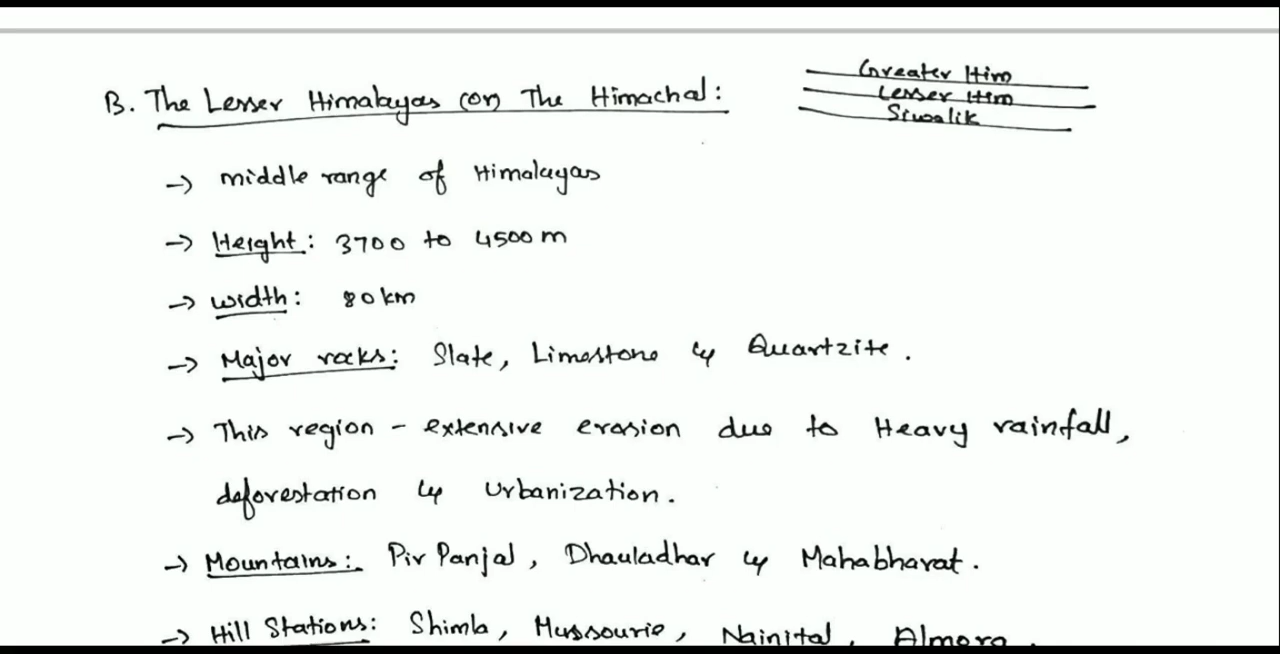 Greater Him
B. The Lesser Himalayas (or) The Himachal:
Lesser Him
Siwalik
→ middle range of Himalayas
→ Height: 3700 to 4500 m
→ width: 80 km
→ Major rocks: Slate, Limestone & Quartzite.
→ This region - extensive erosion due to Heavy rainfall,
deforestation & Urbanization.
→ Mountains: Pir Panjal, Dhauladhar & Mahabharat.
→ Hill Stations: Shimla, Mussourie, Nainital, Almora.